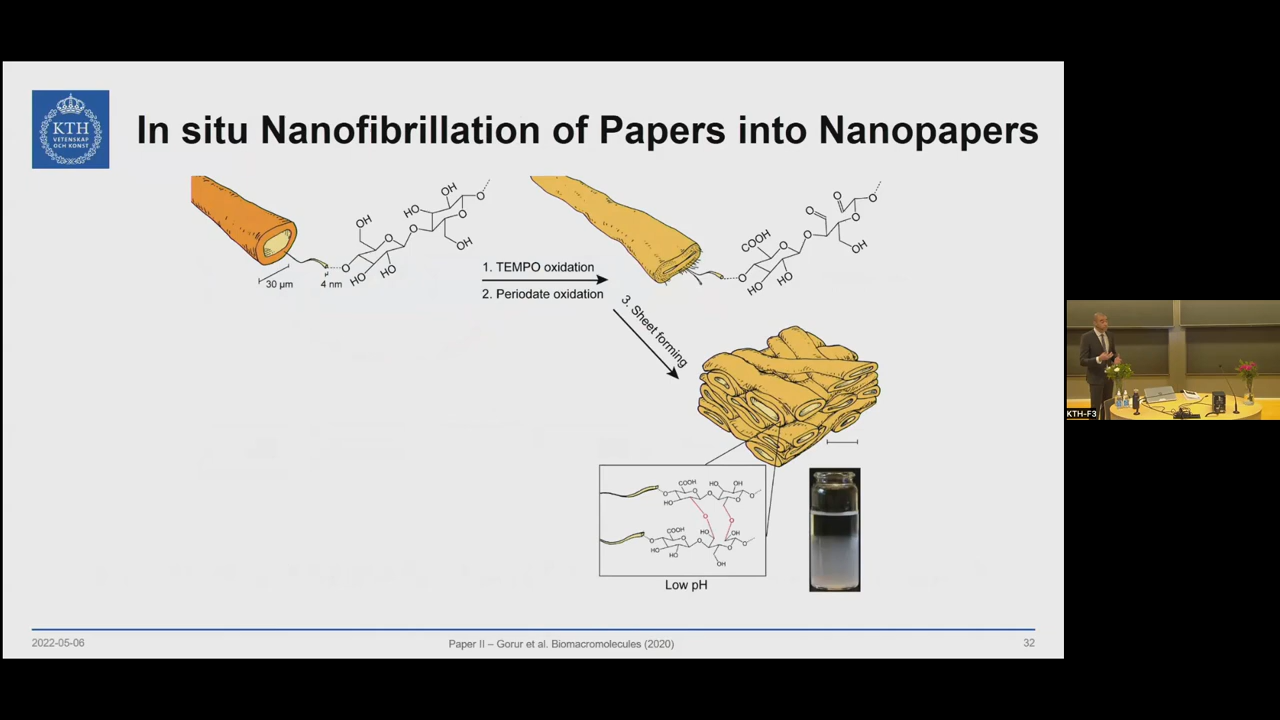 KTH
VETENSKAP
OCH KONST
In situ Nanofibrillation of Papers into Nanopapers
OH
HO
OH
O
O
O
O
OH
HO
HO
30 µm
4 nm
1. TEMPO oxidation
2. Periodate oxidation
3. Sheet forming
COOH
O
O
O
O
O
O
O
OH
HO
HO
COOH
HO
OH
O
O
O
O
O
HO
O
O
COOH
HO
OH
O
O
O
O
O
HO
HO
OH
Low pH
KTH-F3
2022-05-06
Paper II – Gorur et al. Biomacromolecules (2020)
32